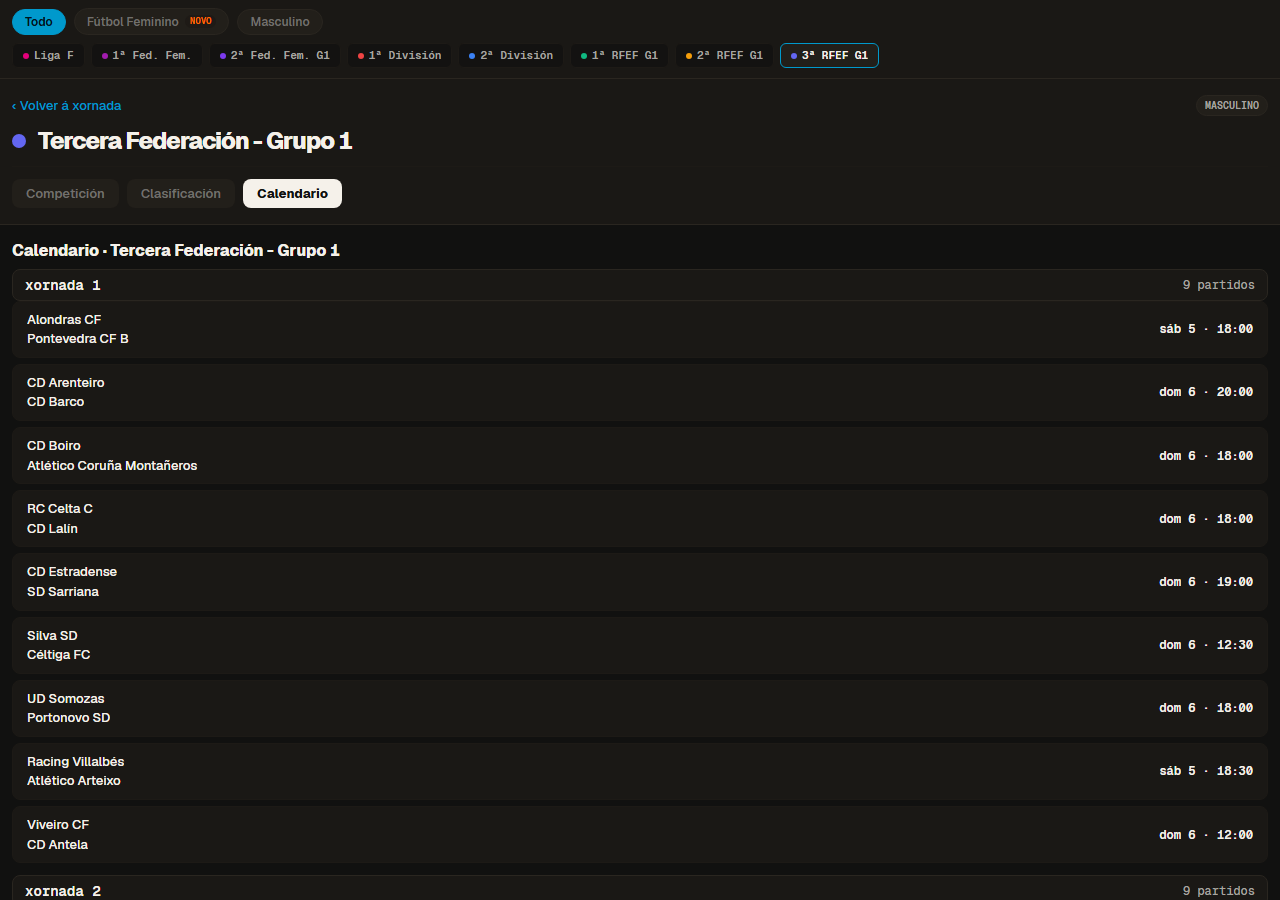 Todo
Fútbol Feminino NOVO
Masculino
Liga F
1ª Fed. Fem.
2ª Fed. Fem. G1
1ª División
2ª División
1ª RFEF G1
2ª RFEF G1
3ª RFEF G1
‹ Volver á xornada
MASCULINO
Tercera Federación - Grupo 1
Competición
Clasificación
Calendario
Calendario · Tercera Federación - Grupo 1
xornada 1
9 partidos
Alondras CF
Pontevedra CF B
sáb 5 · 18:00
CD Arenteiro
CD Barco
dom 6 · 20:00
CD Boiro
Atlético Coruña Montañeros
dom 6 · 18:00
RC Celta C
CD Lalín
dom 6 · 18:00
CD Estradense
SD Sarriana
dom 6 · 19:00
Silva SD
Céltiga FC
dom 6 · 12:30
UD Somozas
Portonovo SD
dom 6 · 18:00
Racing Villalbés
Atlético Arteixo
sáb 5 · 18:30
Viveiro CF
CD Antela
dom 6 · 12:00
xornada 2
9 partidos